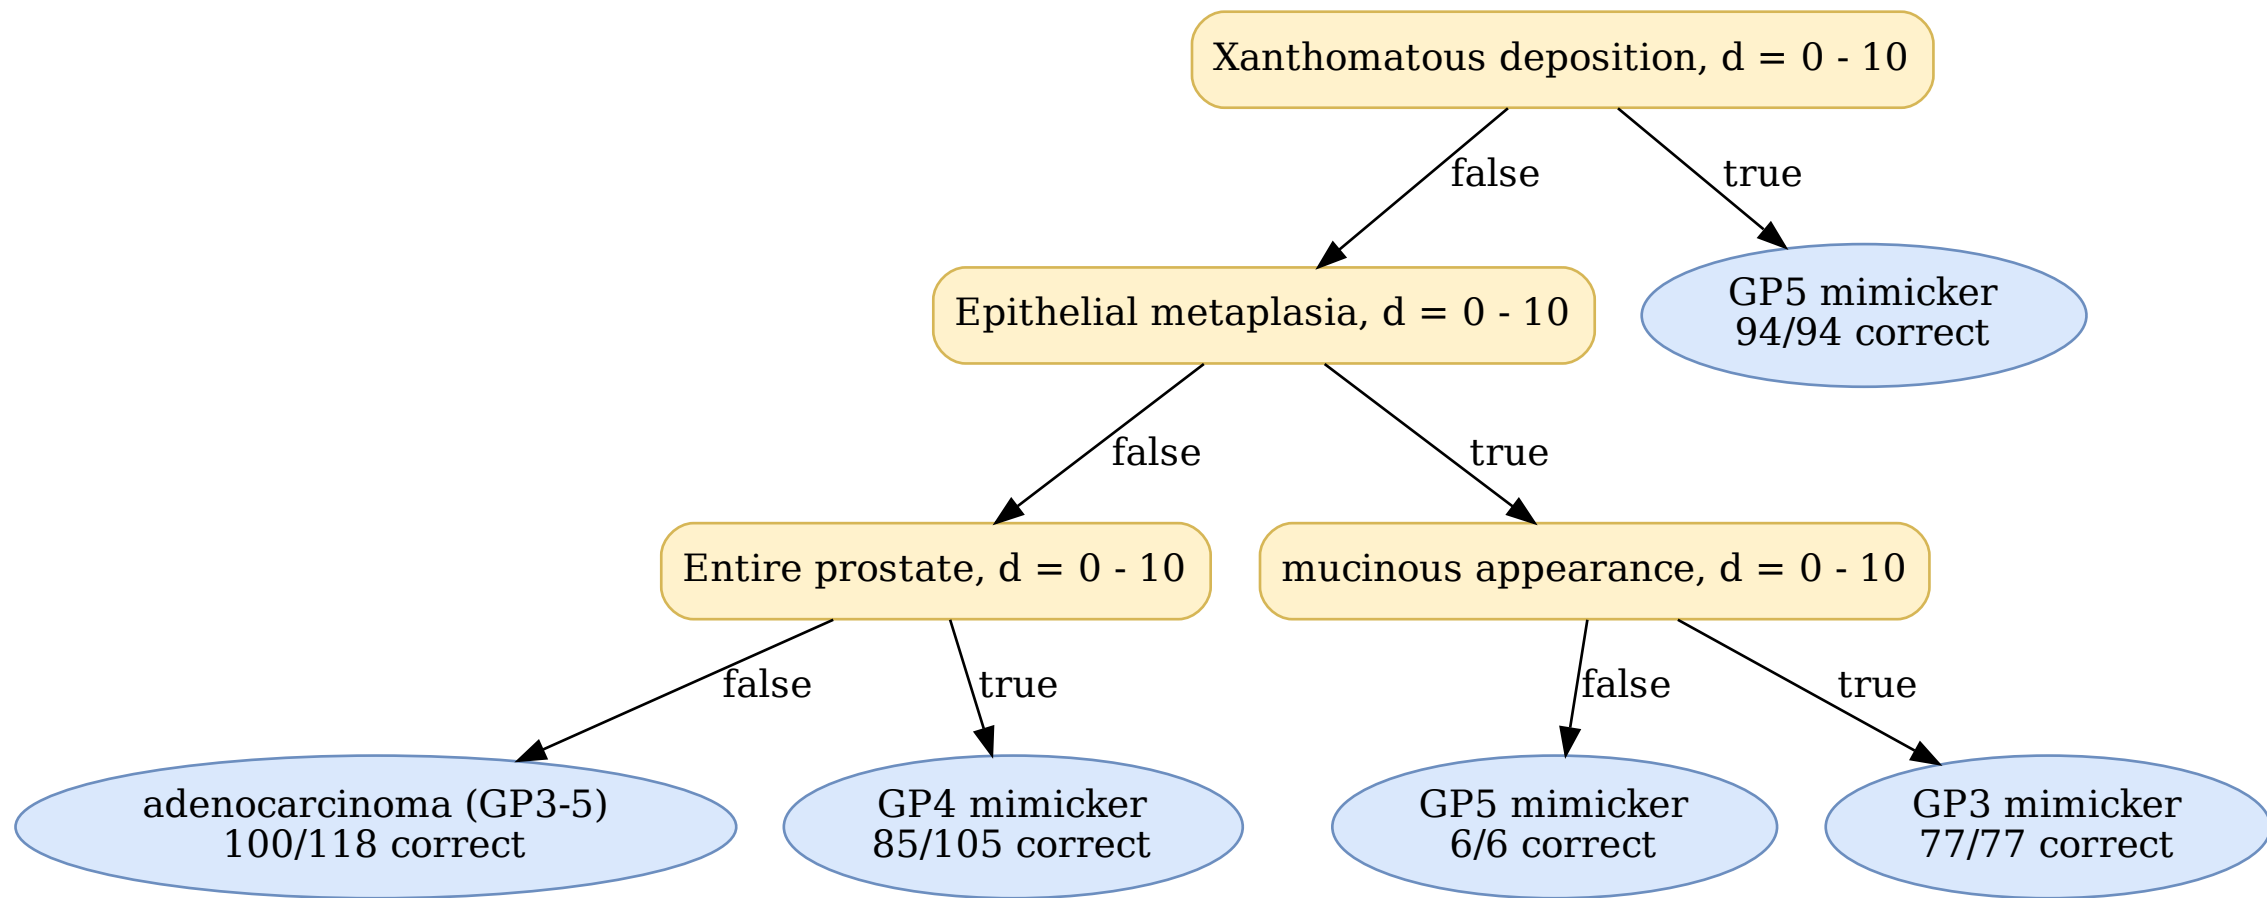 Xanthomatous deposition, d = 0 - 10
false
true
Epithelial metaplasia, d = 0 - 10
GP5 mimicker
94/94 correct
false
true
Entire prostate, d = 0 - 10
mucinous appearance, d = 0 - 10
false
true
false
true
adenocarcinoma (GP3-5)
100/118 correct
GP4 mimicker
85/105 correct
GP5 mimicker
6/6 correct
GP3 mimicker
77/77 correct